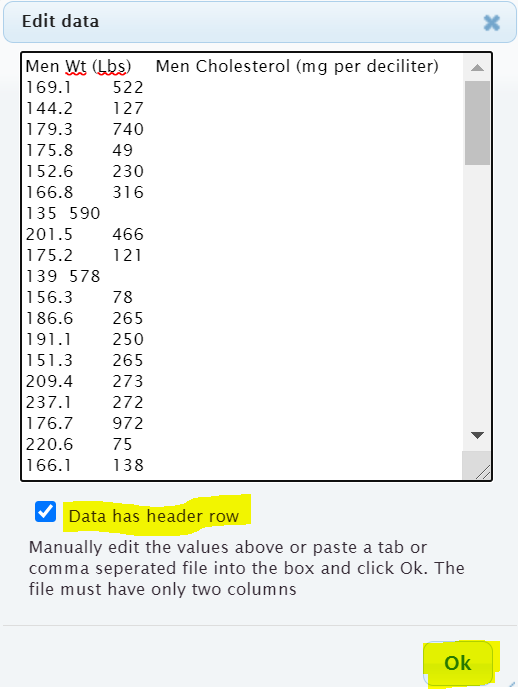 Edit data
Men Wt (Lbs) Men Cholesterol (mg per deciliter)
169.1 522
144.2 127
179.3 740
175.8 49
152.6 230
166.8 316
135 590
201.5 466
175.2 121
139 578
156.3 78
186.6 265
191.1 250
151.3 265
209.4 273
237.1 272
176.7 972
220.6 75
166.1 138
Data has header row
Manually edit the values above or paste a tab or
comma seperated file into the box and click Ok. The
file must have only two columns
Ok